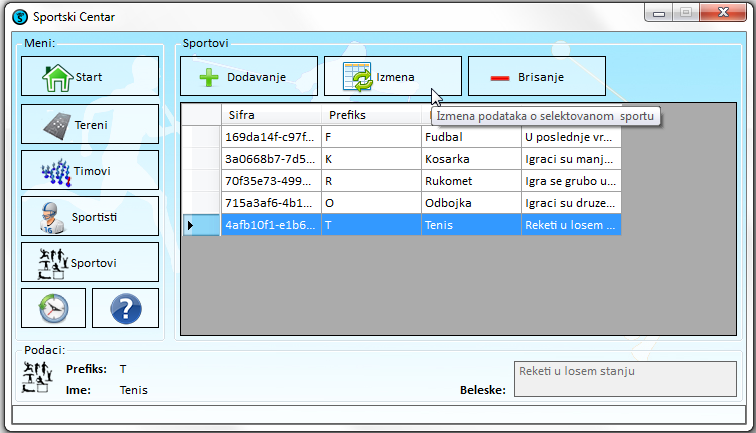 Sportski Centar
Meni:
Start
Tereni
Timovi
Sportisti
Sportovi
Sportovi
Dodavanje Izmena Brisanje
Izmena podataka o selektovanom sportu
Sifra Prefiks
169da14f-c97f... F Fudbal U poslednje vr...
3a0668b7-7d5... K Kosarka Igraci su manj...
70f35e73-499... R Rukomet Igra se grubo u...
715a3af6-4b1... O Odbojka Igraci su druze...
4afb10f1-e1b6... T Tenis Reketi u losem ...
Podaci:
Prefiks: T
Ime: Tenis
Beleske: Reketi u losem stanju